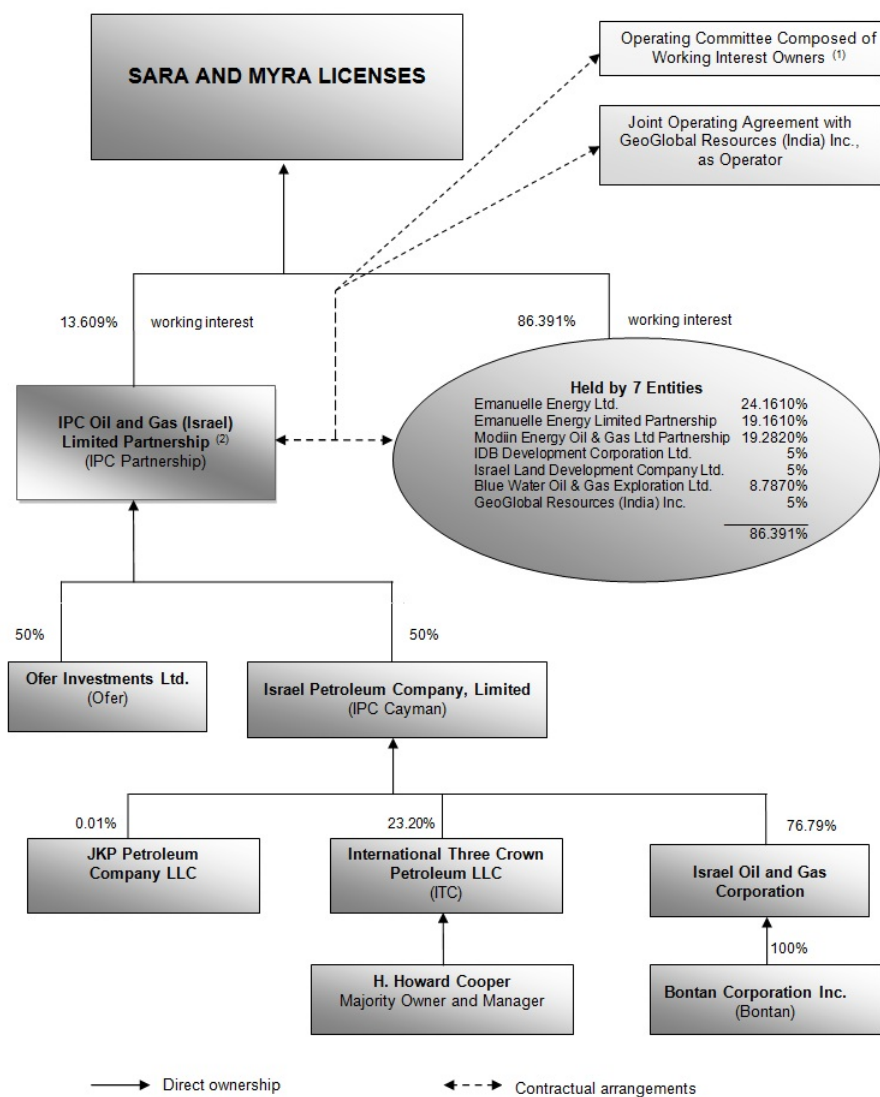 SARA AND MYRA LICENSES
Operating Committee Composed of
Working Interest Owners (1)
Joint Operating Agreement with
GeoGlobal Resources (India) Inc.,
as Operator
13.609% working interest
86.391% working interest
IPC Oil and Gas (Israel)
Limited Partnership (2)
(IPC Partnership)
Held by 7 Entities
Emanuelle Energy Ltd. 24.1610%
Emanuelle Energy Limited Partnership 19.1610%
Modiin Energy Oil & Gas Ltd Partnership 19.2820%
IDB Development Corporation Ltd. 5%
Israel Land Development Company Ltd. 5%
Blue Water Oil & Gas Exploration Ltd. 8.7870%
GeoGlobal Resources (India) Inc. 5%
86.391%
50%
50%
Ofer Investments Ltd.
(Ofer)
Israel Petroleum Company, Limited
(IPC Cayman)
0.01%
23.20%
76.79%
JKP Petroleum
Company LLC
International Three Crown
Petroleum LLC
(ITC)
Israel Oil and Gas
Corporation
100%
H. Howard Cooper
Majority Owner and Manager
Bontan Corporation Inc.
(Bontan)
Direct ownership
Contractual arrangements